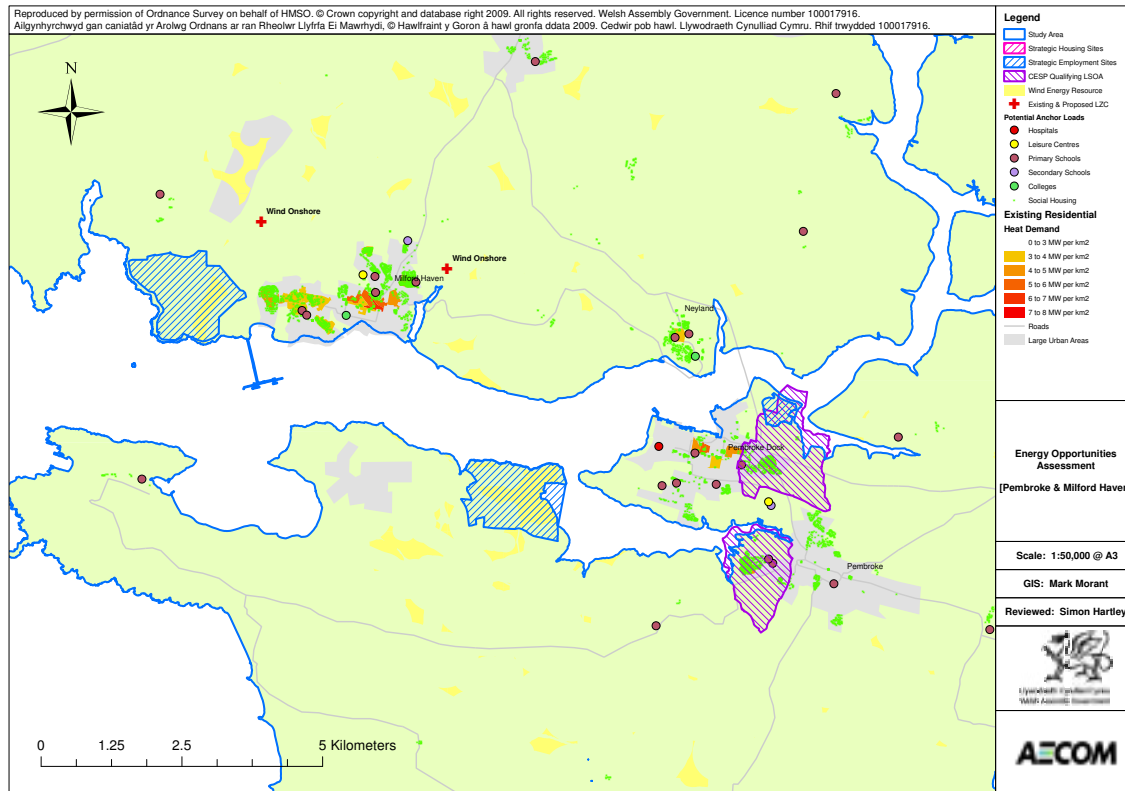 Reproduced by permission of Ordnance Survey on behalf of HMSO. © Crown copyright and database right 2009. All rights reserved. Welsh Assembly Government. Licence number 100017916.
Ailgynhyrchwyd gan caniatâd yr Arolwg Ordnans ar ran Rheolwr Llyfrfa Ei Mawrhydi, © Hawlfraint y Goron â hawl gronfa ddata 2009. Cedwir pob hawl. Llywodraeth Cynulliad Cymru. Rhif trwydded 100017916.
N
Wind Onshore
Wind Onshore
Milford Haven
Neyland
Pembroke Dock
Pembroke
0 1.25 2.5 5 Kilometers
Legend
Study Area
Strategic Housing Sites
Strategic Employment Sites
CESP Qualifying LSOA
Wind Energy Resource
Existing & Proposed LZC
Potential Anchor Loads
Hospitals
Leisure Centres
Primary Schools
Secondary Schools
Colleges
Social Housing
Existing Residential
Heat Demand
0 to 3 MW per km2
3 to 4 MW per km2
4 to 5 MW per km2
5 to 6 MW per km2
6 to 7 MW per km2
7 to 8 MW per km2
Roads
Large Urban Areas
Energy Opportunities
Assessment
[Pembroke & Milford Haven
Scale: 1:50,000 @ A3
GIS: Mark Morant
Reviewed: Simon Hartley
Llywodraeth Cynulliad Cymru
Welsh Assembly Government
AECOM